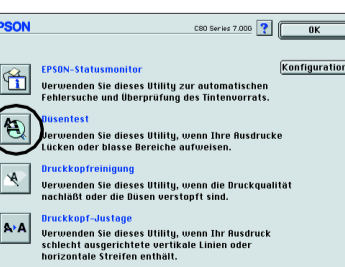 EPSON
C80 Series 7.00G ? OK
EPSON-Statusmonitor
Konfiguration
Verwenden Sie dieses Utility zur automatischen
Fehlersuche und Überprüfung des Tintenvorrats.
Düsentest
Verwenden Sie dieses Utility, wenn Ihre Ausdrucke
Lücken oder blasse Bereiche aufweisen.
Druckkopfreinigung
Verwenden Sie dieses Utility, wenn die Druckqualität
nachläßt oder die Düsen verstopft sind.
Druckkopf-Justage
Verwenden Sie dieses Utility, wenn Ihr Ausdruck
schlecht ausgerichtete vertikale Linien oder
horizontale Streifen enthält.